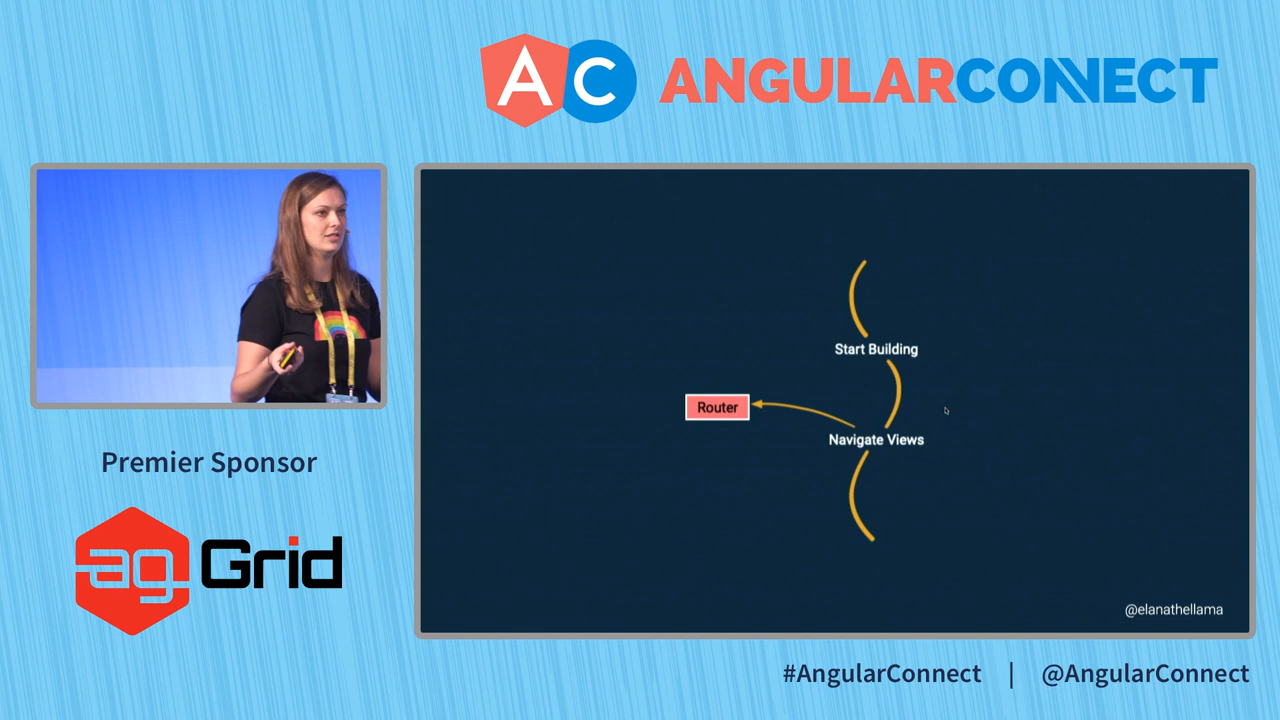 AC ANGULARCONNECT
Start Building
Router
Navigate Views
@elanathellama
Premier Sponsor
ag Grid
#AngularConnect | @AngularConnect